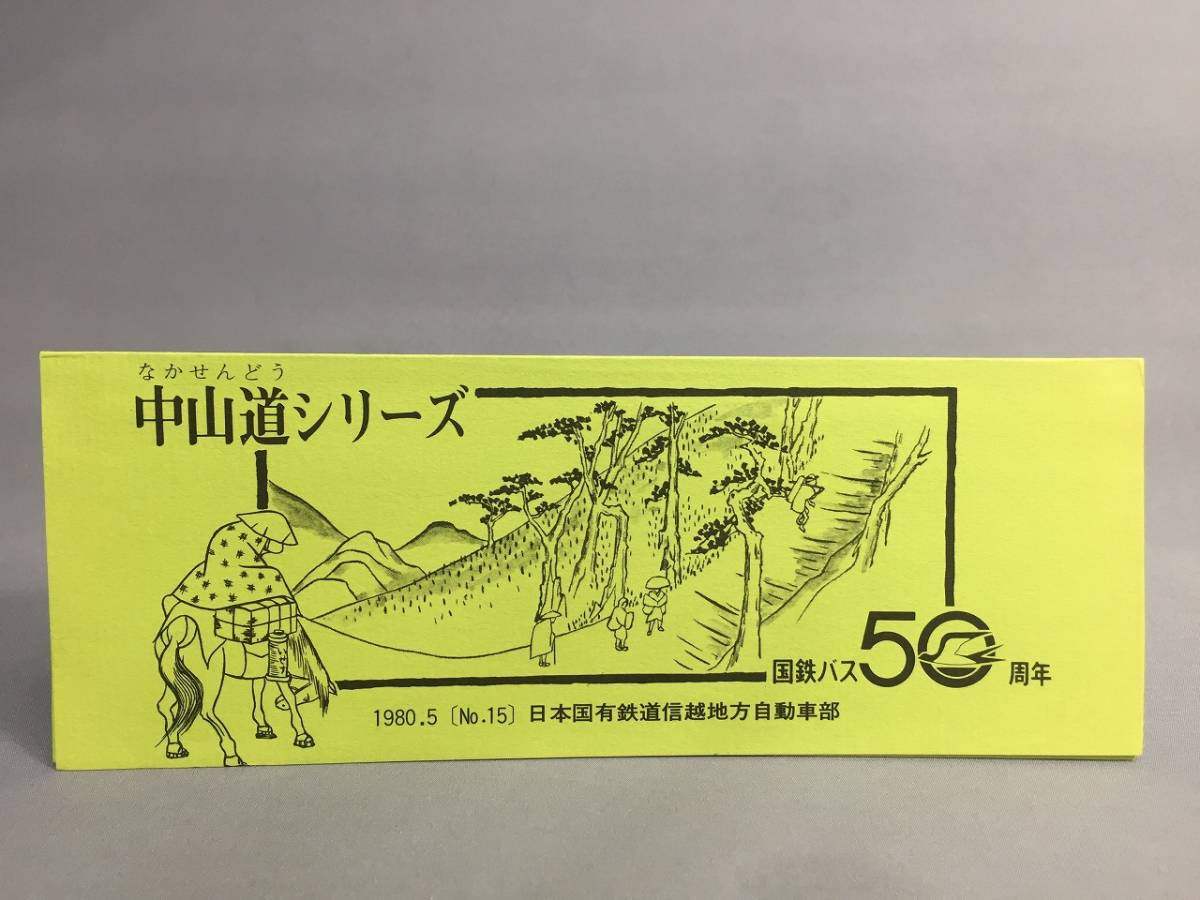 なかせんどう
中山道シリーズ
国鉄バス50周年
1980.5〔No.15〕日本国有鉄道信越地方自動車部